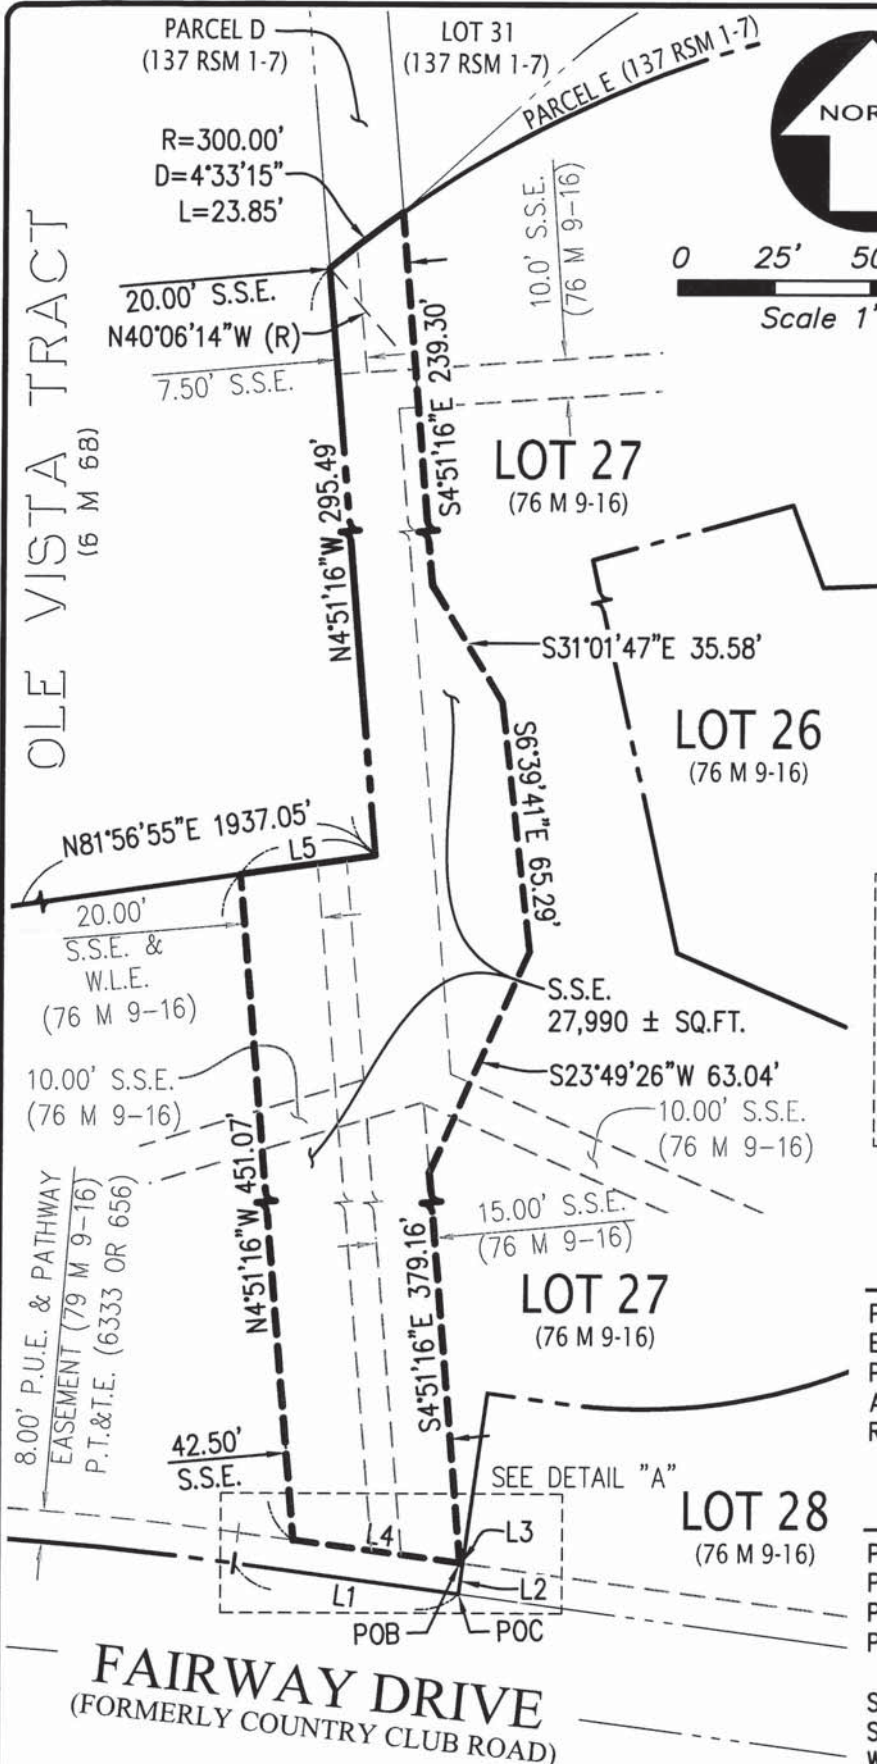 PARCEL D
(137 RSM 1-7)
LOT 31
(137 RSM 1-7)
PARCEL E (137 RSM 1-7)
R=300.00'
D=4°33'15"
L=23.85'
0 25'
Scale 1"
10.0' S.S.E.
(76 M 9-16)
20.00' S.S.E.
N40°06'14"W (R)
7.50' S.S.E.
OLE VISTA TRACT
(6 M 68)
S4°51'16"E 239.30'
N4°51'16"W 295.49'
LOT 27
(76 M 9-16)
S31°01'47"E 35.58'
LOT 26
(76 M 9-16)
S6°39'41"E 65.29'
N81°56'55"E 1937.05'
L5
20.00'
S.S.E. &
W.L.E.
(76 M 9-16)
S.S.E.
27,990 ± SQ.FT.
S23°49'26"W 63.04'
10.00' S.S.E.
(76 M 9-16)
10.00' S.S.E.
(76 M 9-16)
N4°51'16"W 451.07'
15.00' S.S.E.
(76 M 9-16)
8.00' P.U.E. & PATHWAY
EASEMENT (79 M 9-16)
P.T.&T.E. (6333 OR 656)
S4°51'16"E 379.16'
LOT 27
(76 M 9-16)
42.50'
S.S.E.
SEE DETAIL "A"
LOT 28
(76 M 9-16)
L4
L3
L1
L2
POB
POC
FAIRWAY DRIVE
(FORMERLY COUNTRY CLUB ROAD)